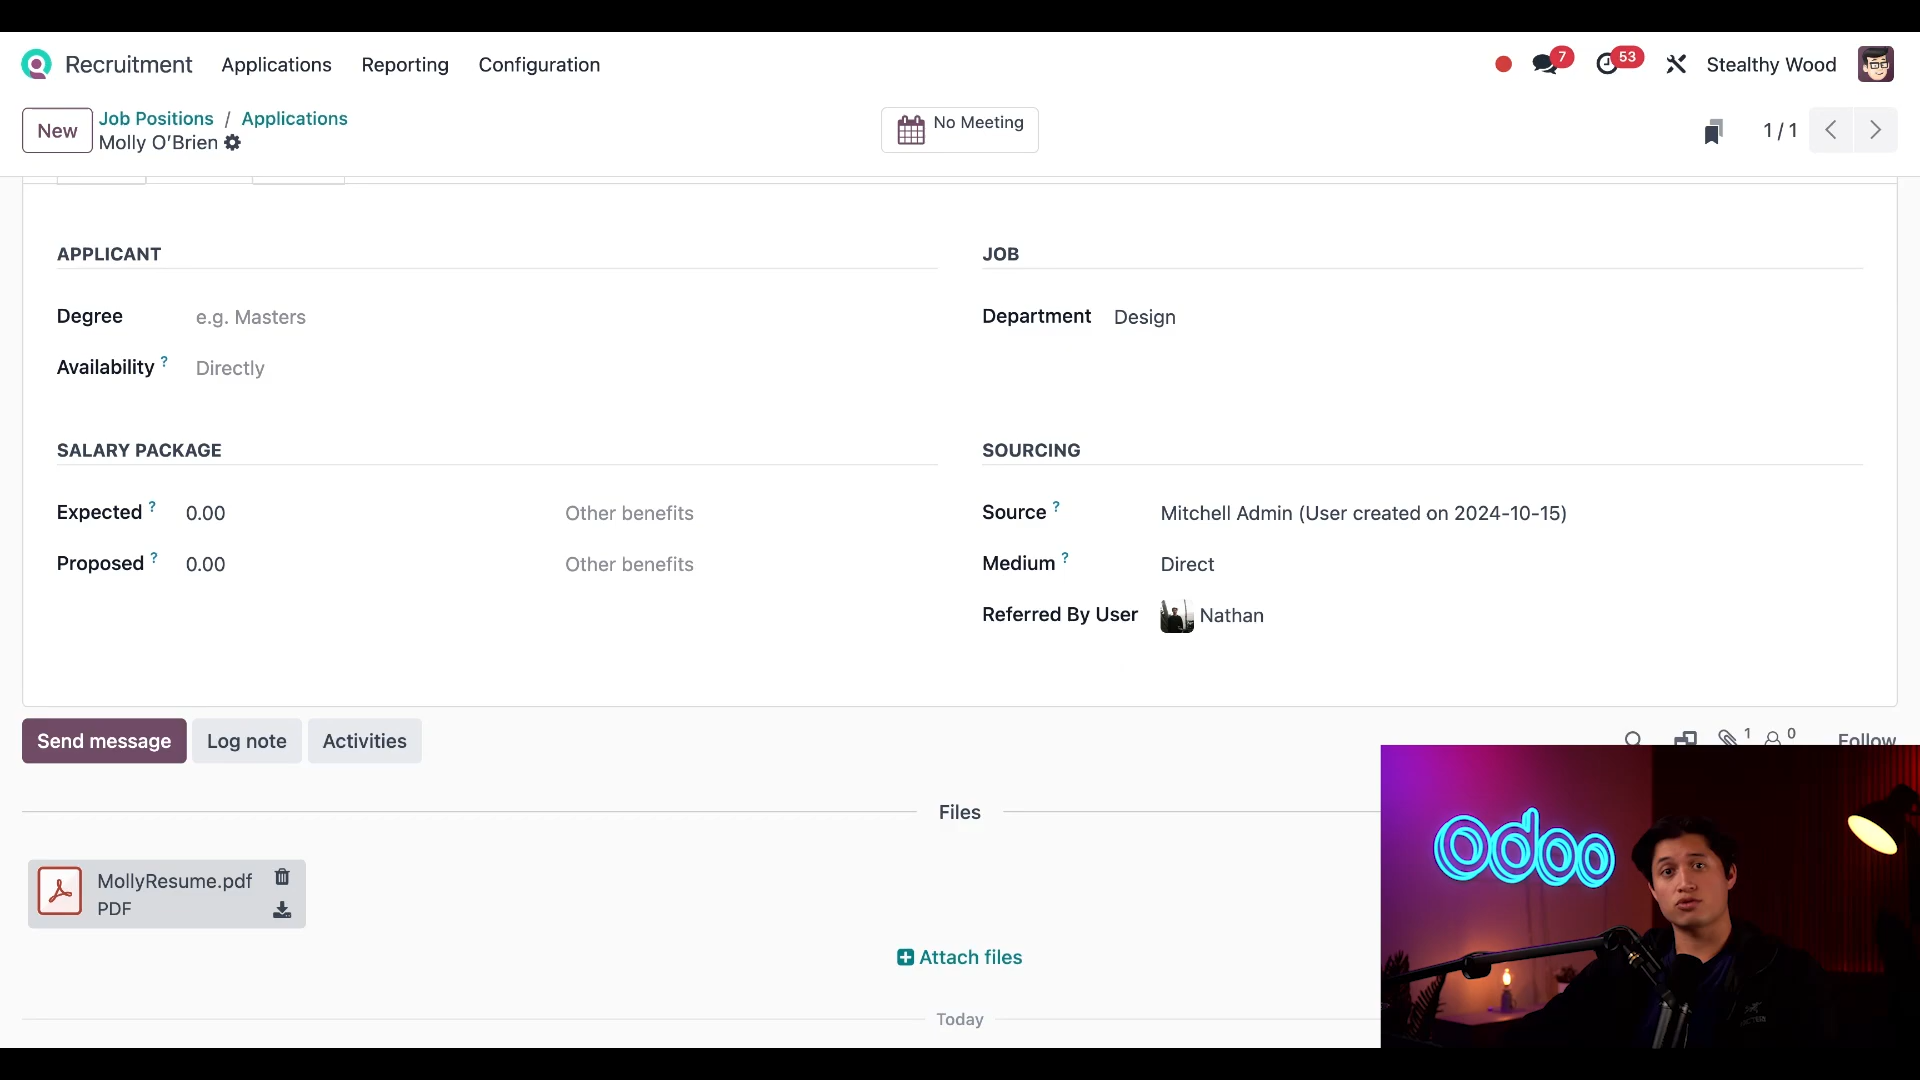 Recruitment Applications Reporting Configuration 7 53 Stealthy Wood
New Job Positions / Applications
Molly O'Brien
No Meeting
1 / 1
APPLICANT
Degree e.g. Masters
Availability ? Directly
JOB
Department Design
SALARY PACKAGE
Expected ? 0.00 Other benefits
Proposed ? 0.00 Other benefits
SOURCING
Source ? Mitchell Admin (User created on 2024-10-15)
Medium ? Direct
Referred By User Nathan
Send message Log note Activities 1 0 Follow
Files
MollyResume.pdf
PDF
Attach files
Today
odoo